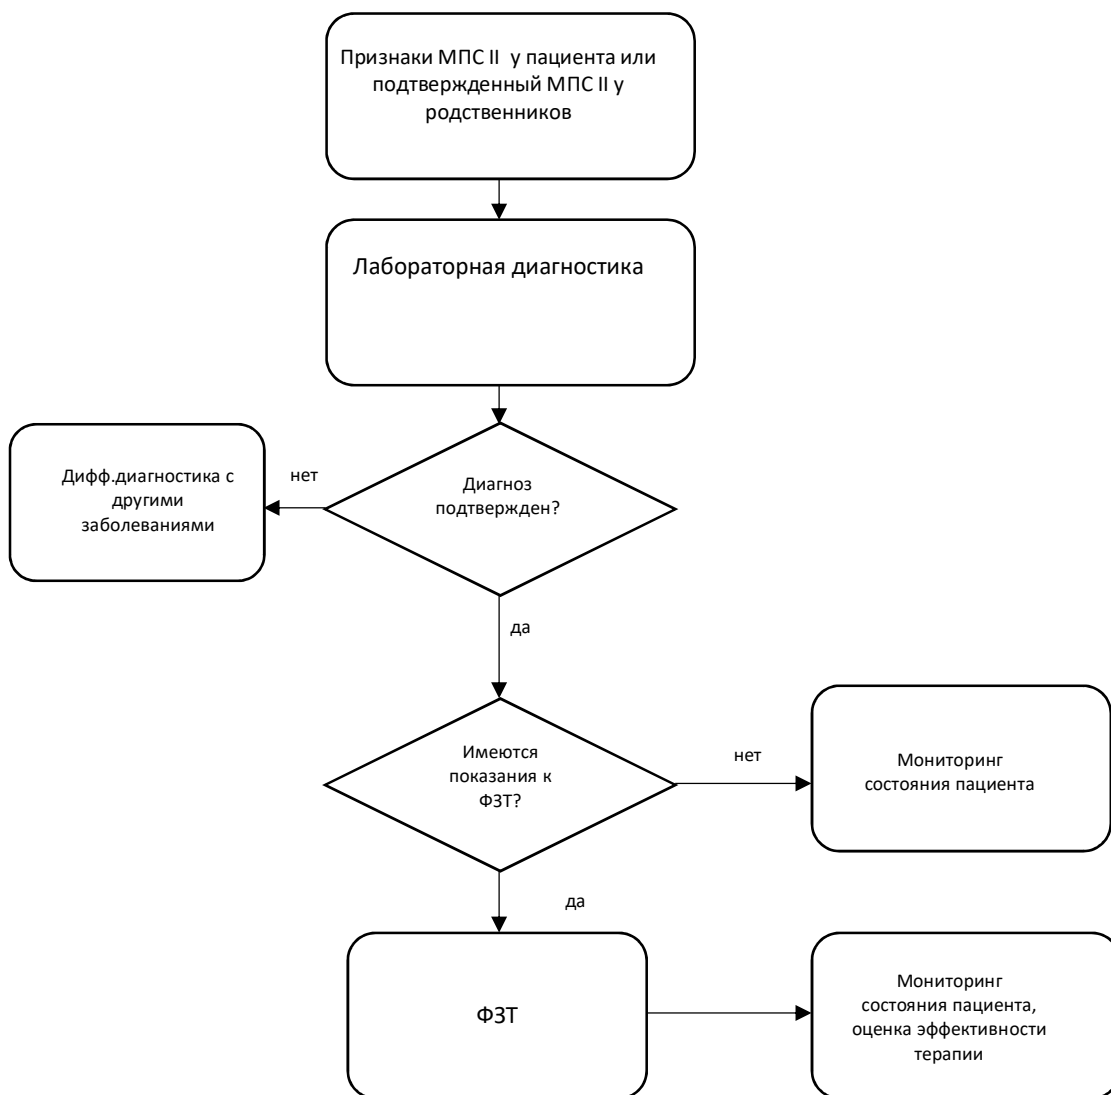 Признаки МПС II у пациента или
подтвержденный МПС II у
родственников
Лабораторная диагностика
Дифф.диагностика с
другими
заболеваниями
нет
Диагноз
подтвержден?
да
Имеются
показания к
ФЗТ?
нет
Мониторинг
состояния пациента
да
ФЗТ
Мониторинг
состояния пациента,
оценка эффективности
терапии